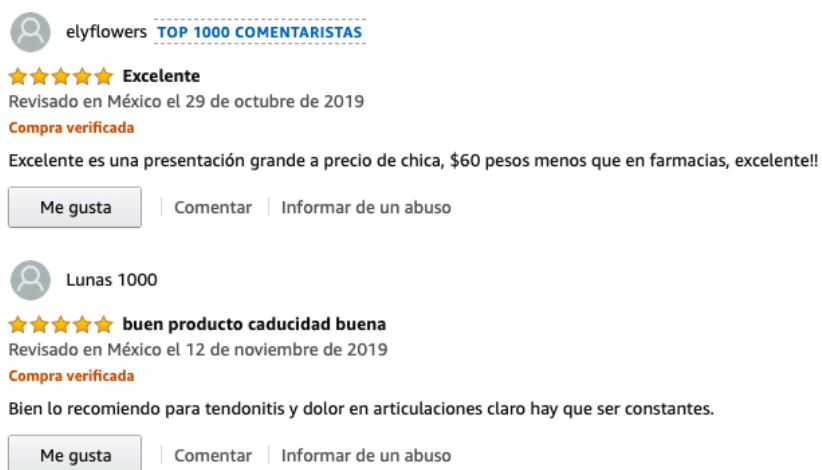 elyflowers TOP 1000 COMENTARISTAS
Excelente
Revisado en México el 29 de octubre de 2019
Compra verificada
Excelente es una presentación grande a precio de chica, $60 pesos menos que en farmacias, excelente!!
Me gusta Comentar Informar de un abuso
Lunas 1000
buen producto caducidad buena
Revisado en México el 12 de noviembre de 2019
Compra verificada
Bien lo recomiendo para tendonitis y dolor en articulaciones claro hay que ser constantes.
Me gusta Comentar Informar de un abuso